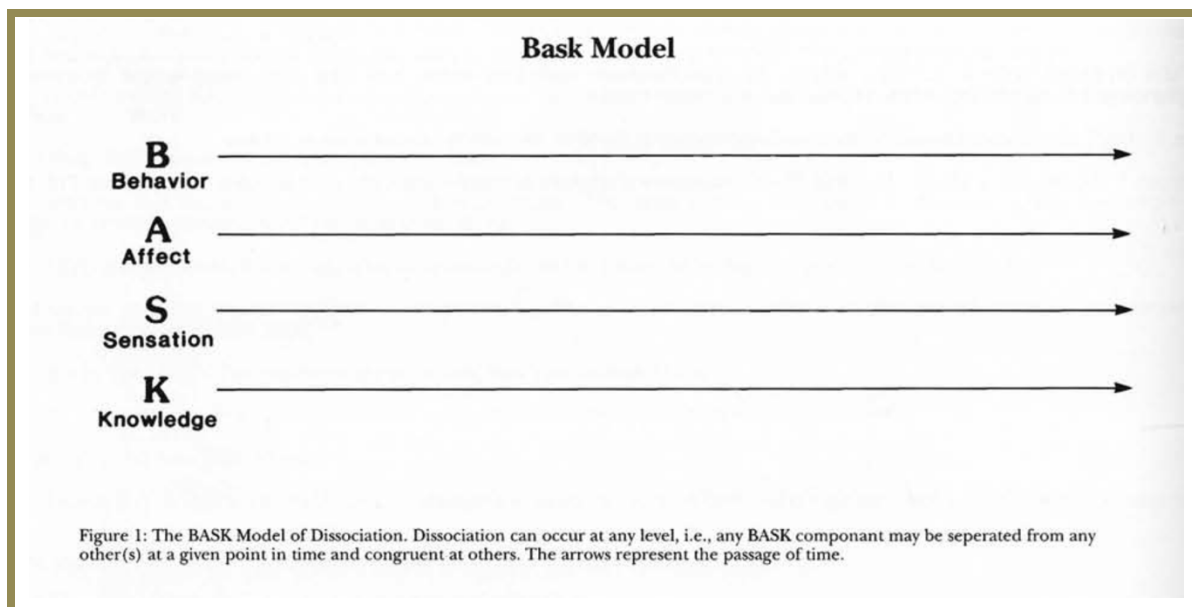 Bask Model
B
Behavior
A
Affect
S
Sensation
K
Knowledge
Figure 1: The BASK Model of Dissociation. Dissociation can occur at any level, i.e., any BASK componant may be seperated from any
other(s) at a given point in time and congruent at others. The arrows represent the passage of time.